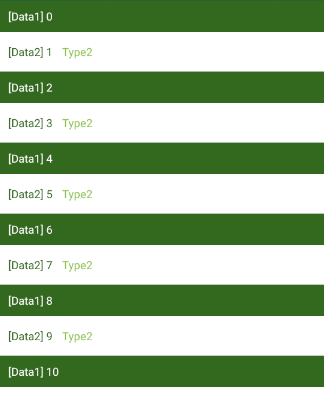 [Data1] 0
[Data2] 1 Type2
[Data1] 2
[Data2] 3 Type2
[Data1] 4
[Data2] 5 Type2
[Data1] 6
[Data2] 7 Type2
[Data1] 8
[Data2] 9 Type2
[Data1] 10